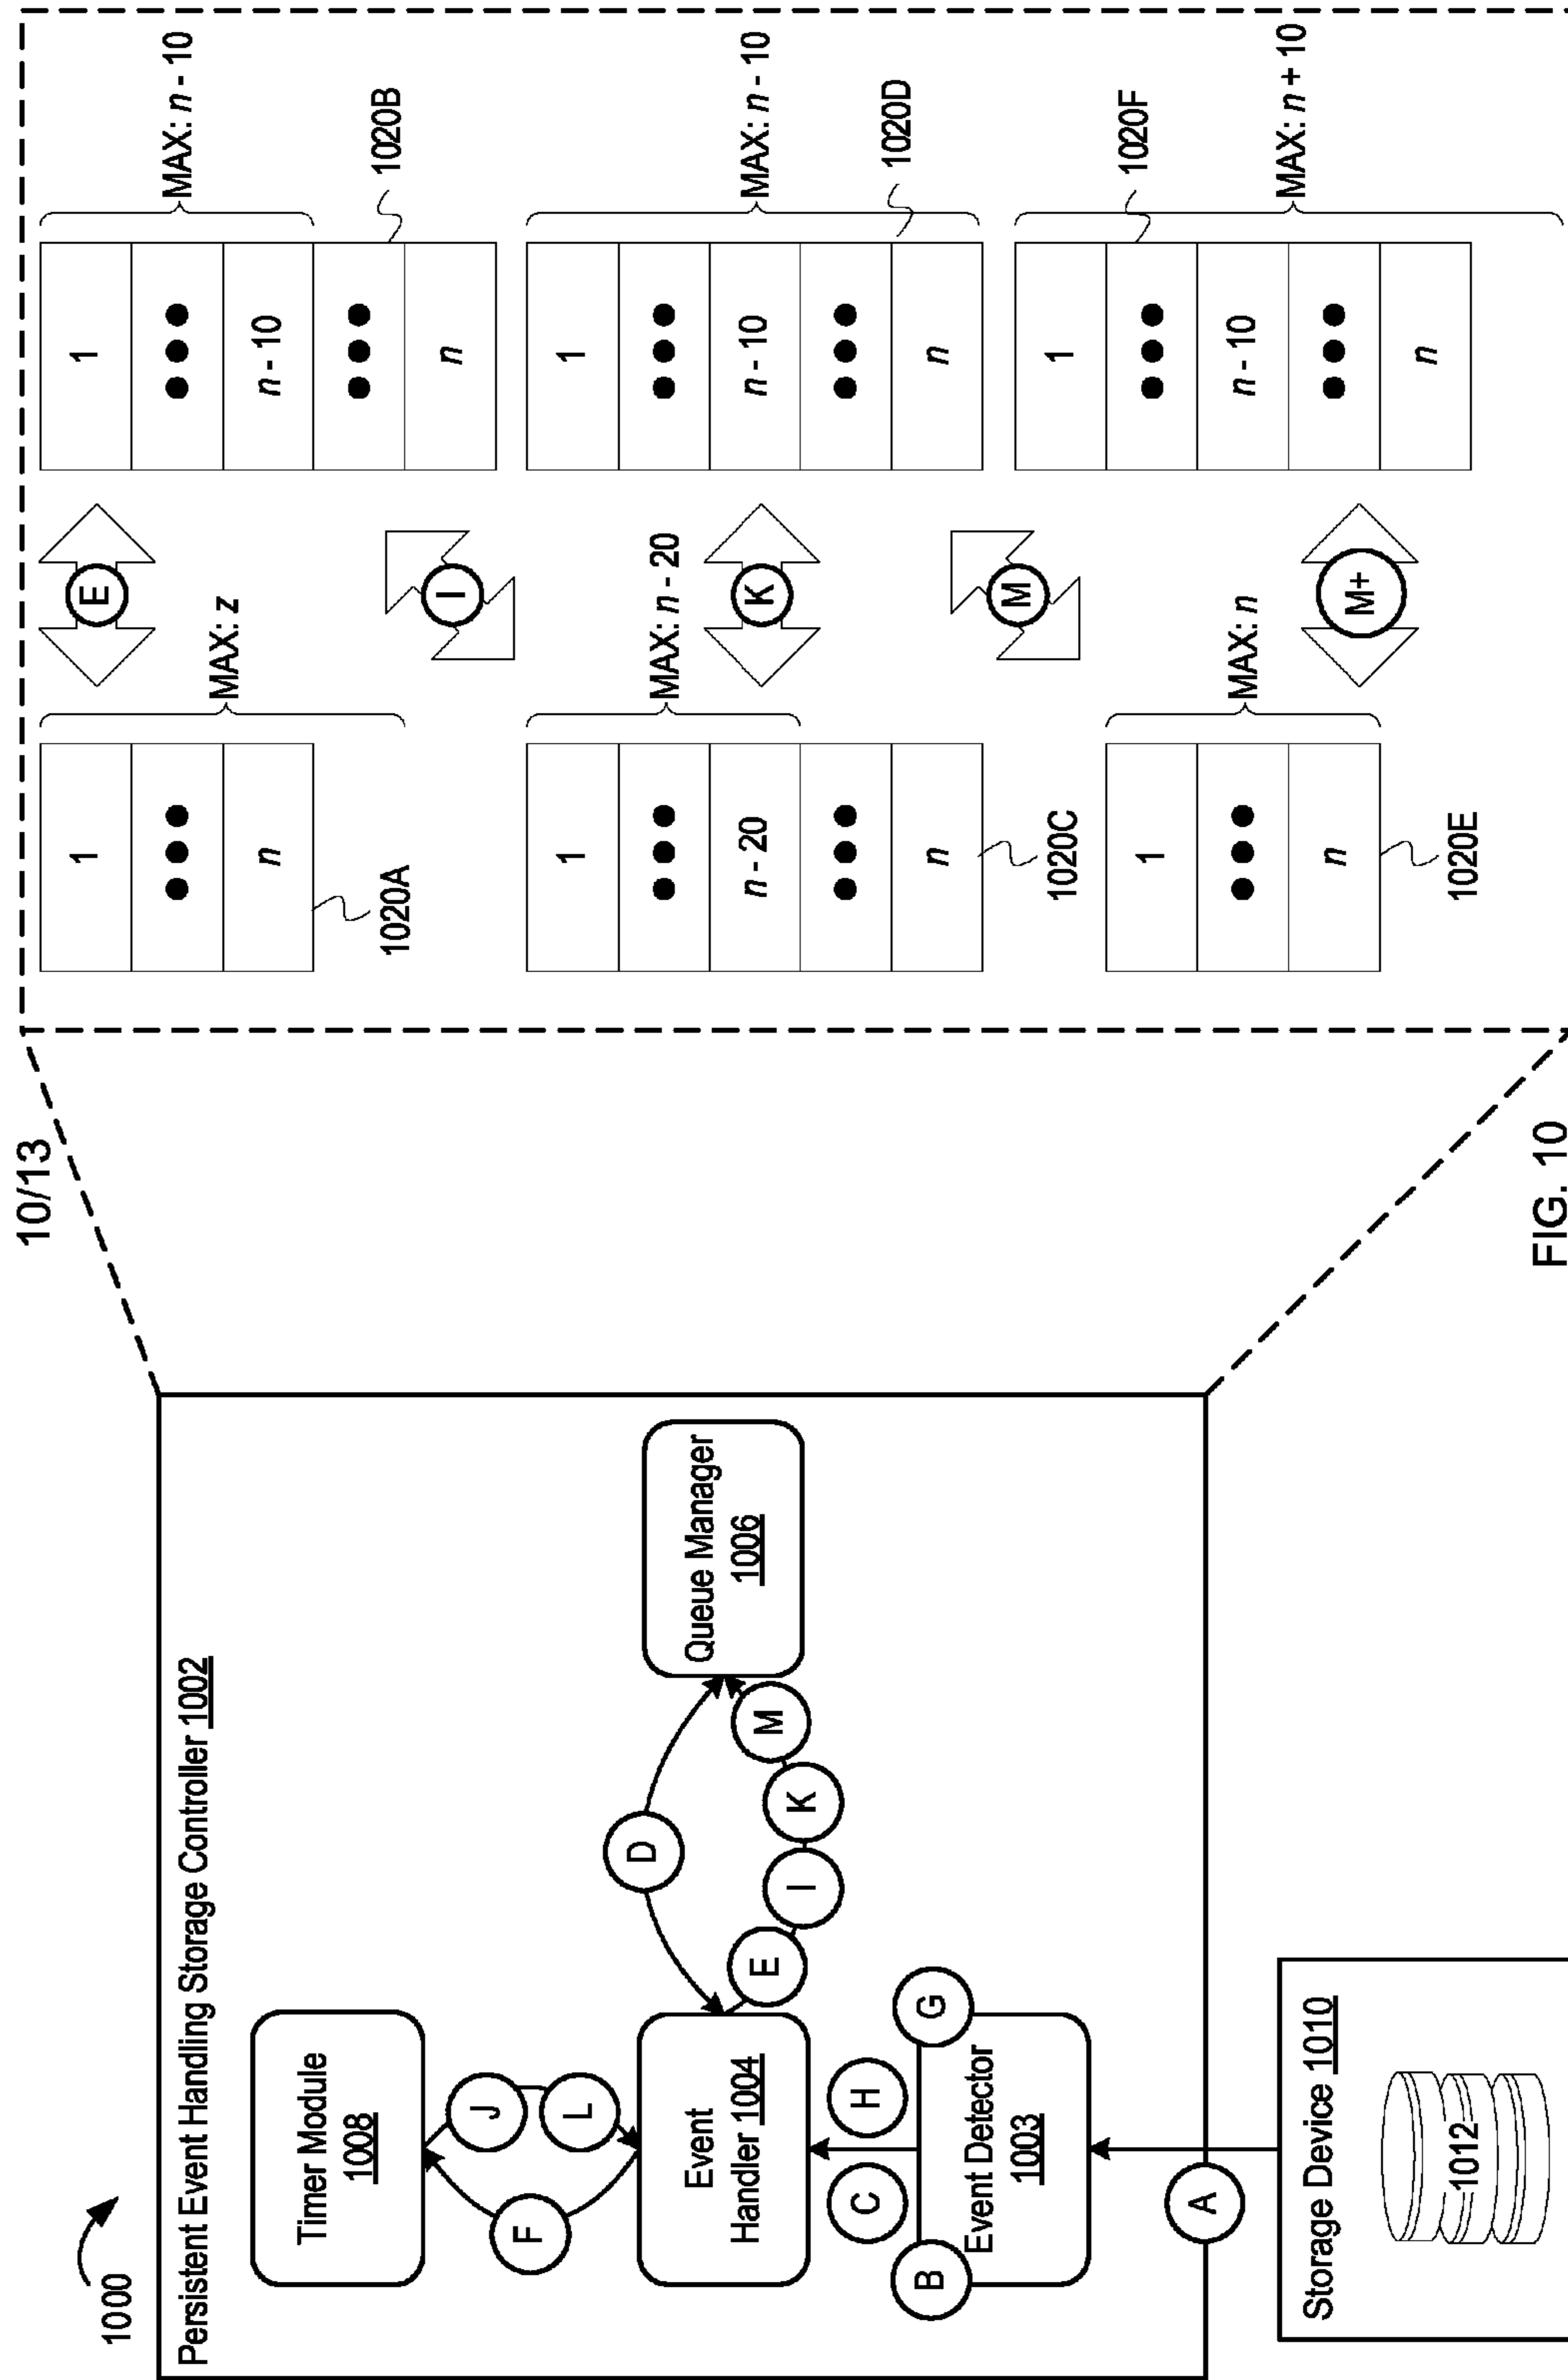 10/13
1000
Persistent Event Handling Storage Controller 1002
Timer Module
1008
F
J
L
Event
Handler 1004
D
E
I
K
M
Queue Manager
1006
C
H
B
G
Event Detector
1003
A
Storage Device 1010
1012
1
n
MAX: z
1020A
E
1
n - 10
n
MAX: n - 10
1020B
I
1
n - 20
n
MAX: n - 20
1020C
K
1
n - 10
n
MAX: n - 10
1020D
M
1
n
MAX: n
1020E
M+
1
n - 10
n
MAX: n + 10
1020F
FIG. 10